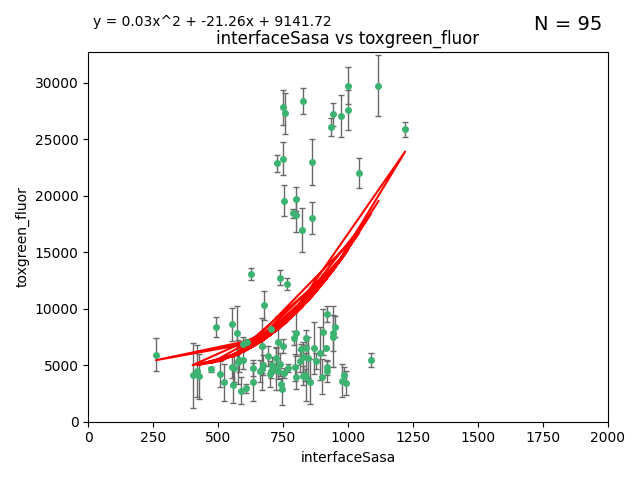 y = 0.03x^2 + -21.26x + 9141.72
N = 95
interfaceSasa vs toxgreen_fluor
toxgreen_fluor
30000
25000
20000
15000
10000
5000
0
0 250 500 750 1000 1250 1500 1750 2000
interfaceSasa